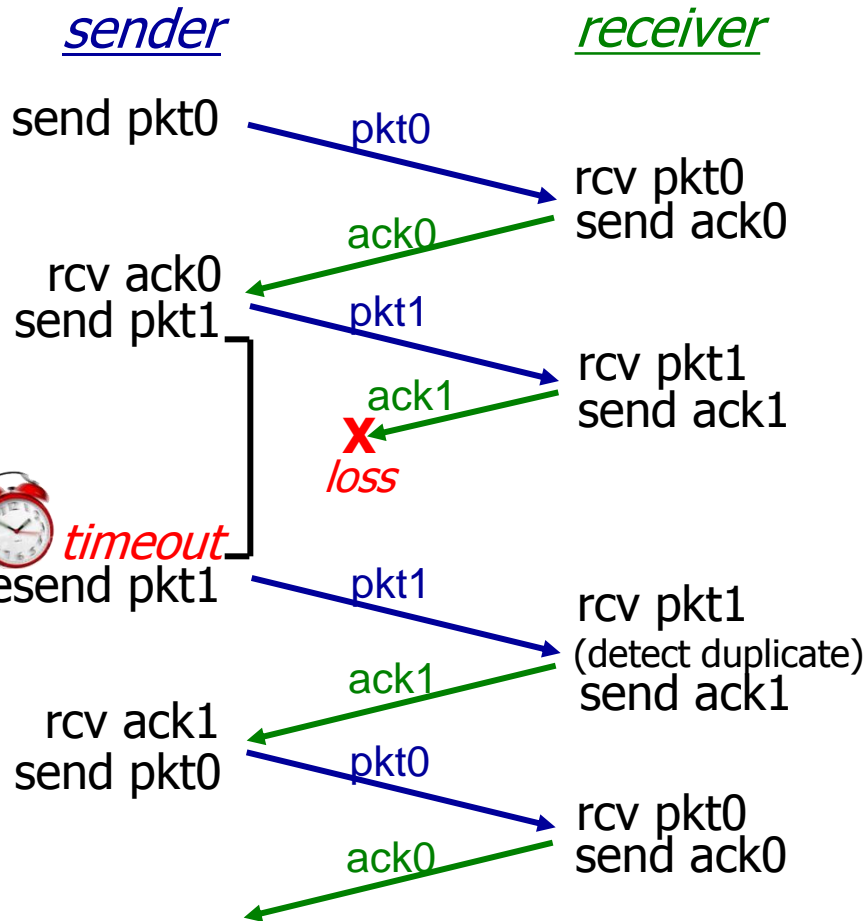 sender
receiver
send pkt0
pkt0
rcv pkt0
send ack0
ack0
rcv ack0
send pkt1
pkt1
rcv pkt1
send ack1
ack1
X
loss
timeout
esend pkt1
pkt1
rcv pkt1
(detect duplicate)
send ack1
ack1
rcv ack1
send pkt0
pkt0
rcv pkt0
send ack0
ack0